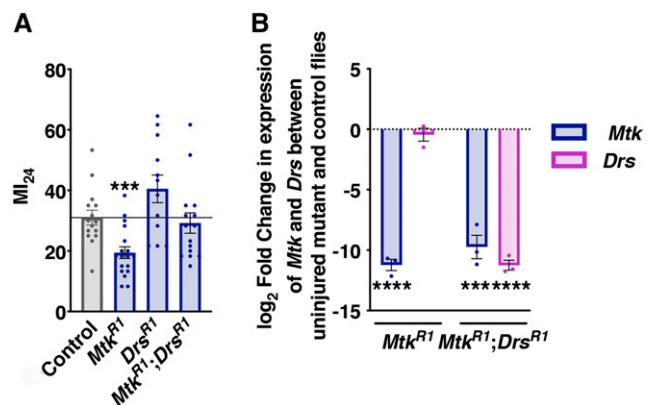 A
MI24
80
60
40
20
0
***
Control
MtkR1
DrsR1
MtkR1;DrsR1
B
log2 Fold Change in expression
of Mtk and Drs between
uninjured mutant and control flies
5
0
-5
-10
-15
**** *** ****
MtkR1 MtkR1;DrsR1
Mtk
Drs